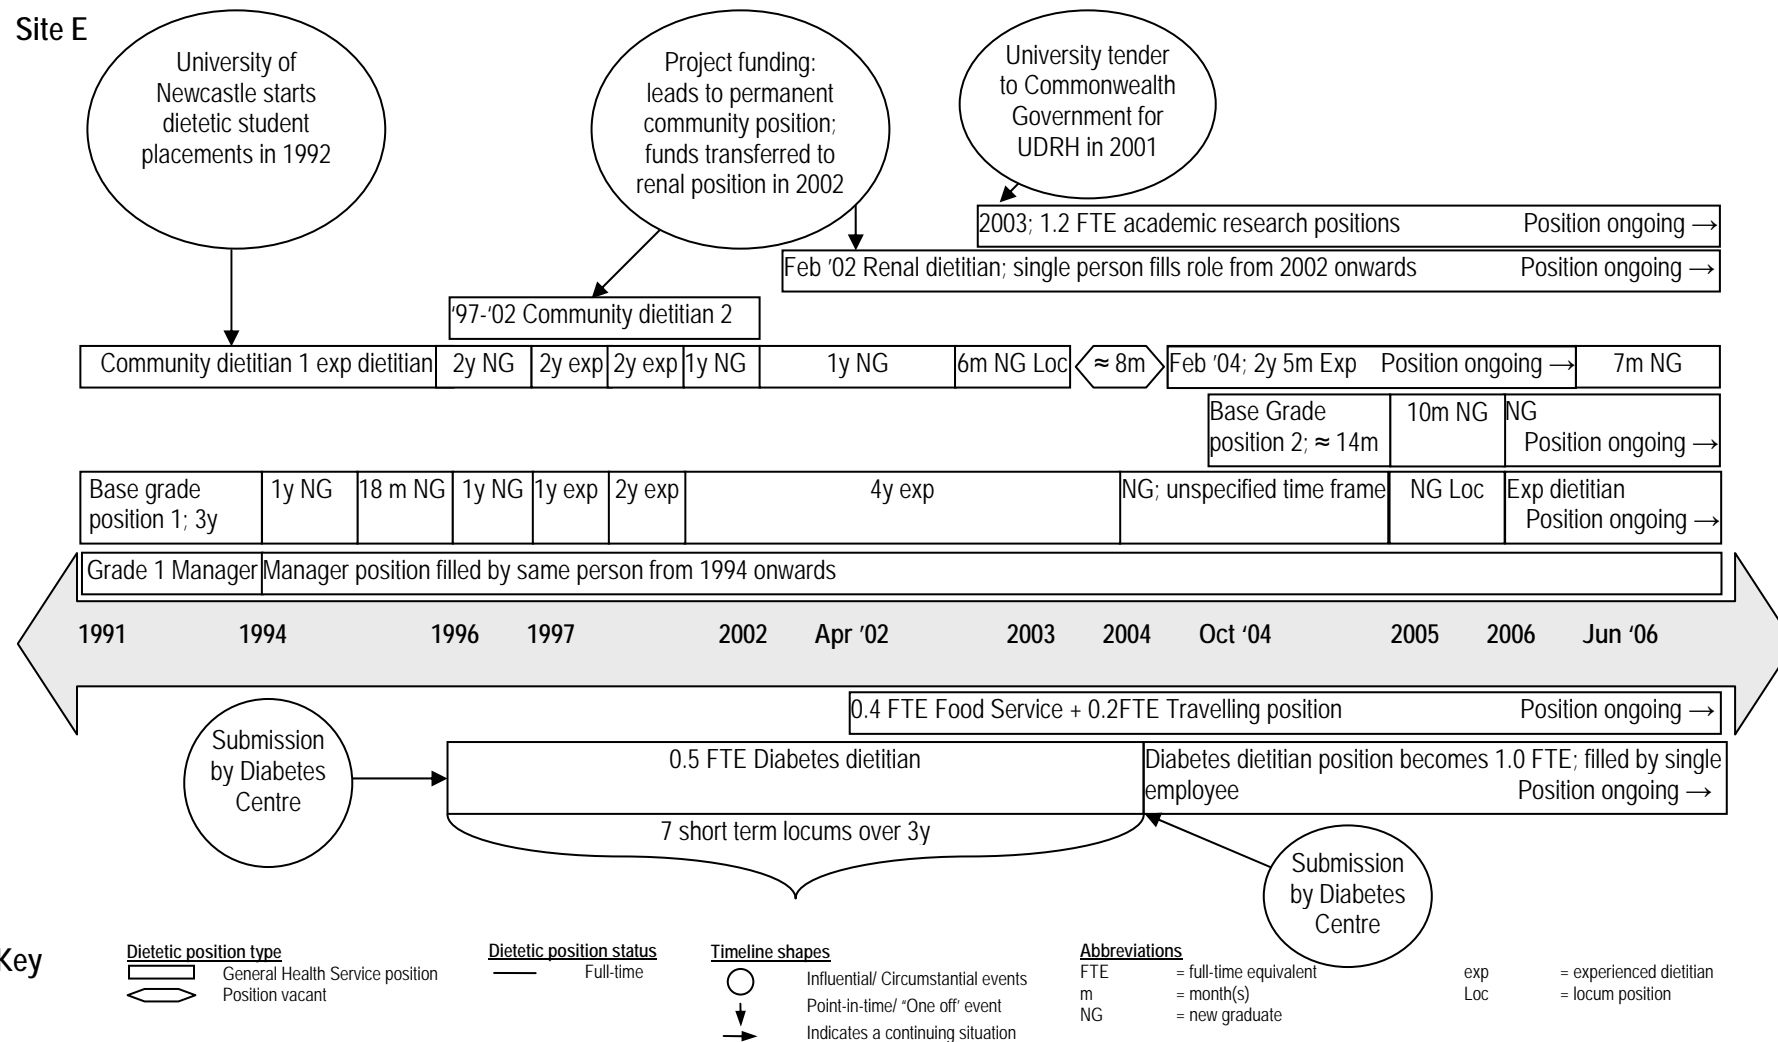 Site E
University of
Newcastle starts
dietetic student
placements in 1992
Project funding:
leads to permanent
community position;
funds transferred to
renal position in 2002
University tender
to Commonwealth
Government for
UDRH in 2001
2003; 1.2 FTE academic research positions Position ongoing →
Feb '02 Renal dietitian; single person fills role from 2002 onwards Position ongoing →
'97-'02 Community dietitian 2
Community dietitian 1 exp dietitian 2y NG 2y exp 2y exp 1y NG 1y NG 6m NG Loc ≈ 8m Feb '04; 2y 5m Exp Position ongoing → 7m NG
Base Grade
position 2; ≈ 14m
10m NG
NG
Position ongoing →
Base grade
position 1; 3y
1y NG 18 m NG 1y NG 1y exp 2y exp 4y exp NG; unspecified time frame NG Loc
Exp dietitian
Position ongoing →
Grade 1 Manager Manager position filled by same person from 1994 onwards
1991 1994 1996 1997 2002 Apr '02 2003 2004 Oct '04 2005 2006 Jun '06
0.4 FTE Food Service + 0.2FTE Travelling position Position ongoing →
Submission
by Diabetes
Centre
0.5 FTE Diabetes dietitian
Diabetes dietitian position becomes 1.0 FTE; filled by single
employee Position ongoing →
7 short term locums over 3y
Submission
by Diabetes
Centre
Key
Dietetic position type
General Health Service position
Position vacant
Dietetic position status
Full-time
Timeline shapes
Influential/ Circumstantial events
Point-in-time/ "One off' event
Indicates a continuing situation
Abbreviations
FTE = full-time equivalent
m = month(s)
NG = new graduate
exp = experienced dietitian
Loc = locum position